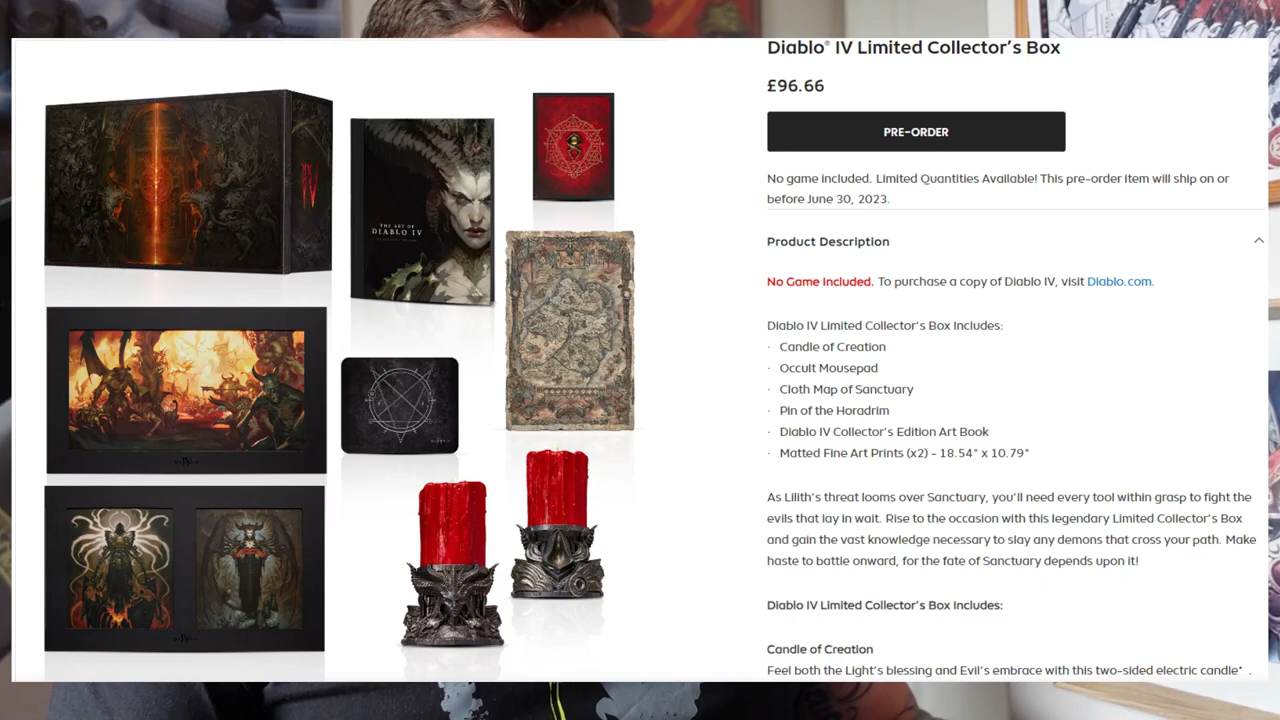 Diablo® IV Limited Collector's Box
£96.66
PRE-ORDER
No game included. Limited Quantities Available! This pre-order item will ship on or
before June 30, 2023.
Product Description
No Game Included. To purchase a copy of Diablo IV, visit Diablo.com.
Diablo IV Limited Collector's Box Includes:
· Candle of Creation
· Occult Mousepad
· Cloth Map of Sanctuary
· Pin of the Horadrim
· Diablo IV Collector's Edition Art Book
· Matted Fine Art Prints (x2) - 18.54" x 10.79"
As Lilith's threat looms over Sanctuary, you'll need every tool within grasp to fight the
evils that lay in wait. Rise to the occasion with this legendary Limited Collector's Box
and gain the vast knowledge necessary to slay any demons that cross your path. Make
haste to battle onward, for the fate of Sanctuary depends upon it!
Diablo IV Limited Collector's Box Includes:
Candle of Creation
Feel both the Light's blessing and Evil's embrace with this two-sided electric candle* .
IV
THE ART OF
DIABLO IV